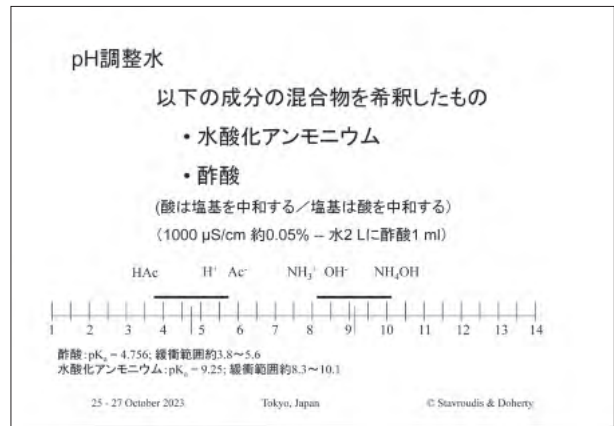 pH調整水
以下の成分の混合物を希釈したもの
• 水酸化アンモニウム
• 酢酸
(酸は塩基を中和する/塩基は酸を中和する)
(1000 µS/cm 約0.05% -- 水2 Lに酢酸1 ml)
HAc H⁺ Ac⁻ NH₃⁺ OH⁻ NH₄OH
1 2 3 4 5 6 7 8 9 10 11 12 13 14
酢酸:pKₐ = 4.756; 緩衝範囲約3.8~5.6
水酸化アンモニウム:pKₐ = 9.25; 緩衝範囲約8.3~10.1
25 - 27 October 2023 Tokyo, Japan © Stavroudis & Doherty